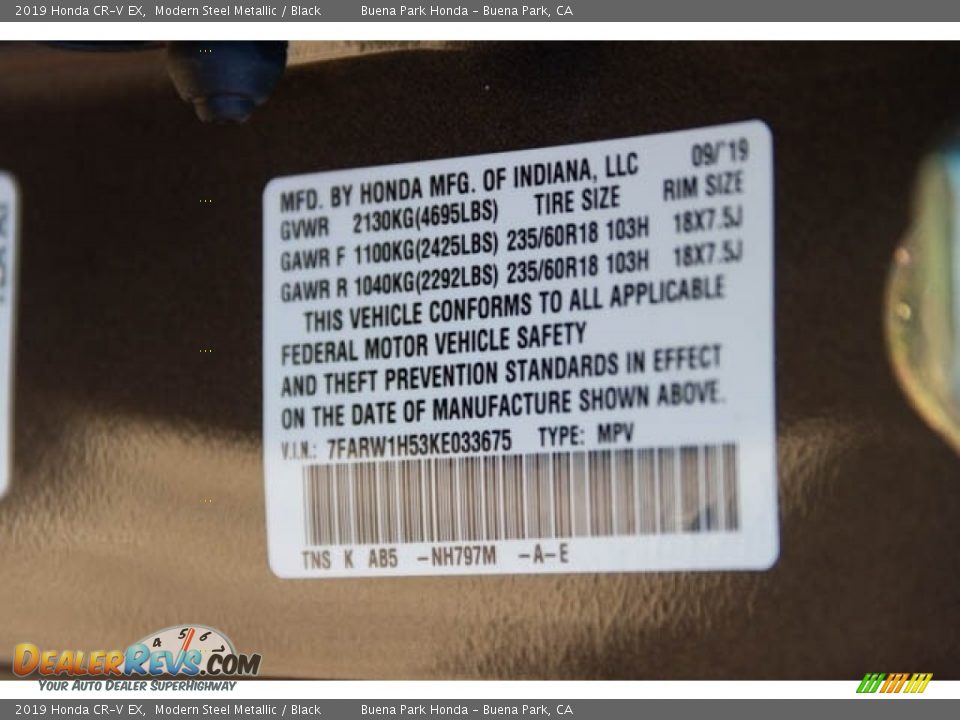 2019 Honda CR-V EX, Modern Steel Metallic / Black Buena Park Honda - Buena Park, CA
MFD. BY HONDA MFG. OF INDIANA, LLC 09/'19
GVWR 2130KG(4695LBS) TIRE SIZE RIM SIZE
GAWR F 1100KG(2425LBS) 235/60R18 103H 18X7.5J
GAWR R 1040KG(2292LBS) 235/60R18 103H 18X7.5J
THIS VEHICLE CONFORMS TO ALL APPLICABLE
FEDERAL MOTOR VEHICLE SAFETY
AND THEFT PREVENTION STANDARDS IN EFFECT
ON THE DATE OF MANUFACTURE SHOWN ABOVE.
V.I.N.: 7FARW1H53KE033675 TYPE: MPV
TNS K AB5 -NH797M -A-E
4 5 6 7
DEALERREVS.COM
YOUR AUTO DEALER SUPERHIGHWAY
2019 Honda CR-V EX, Modern Steel Metallic / Black Buena Park Honda - Buena Park, CA